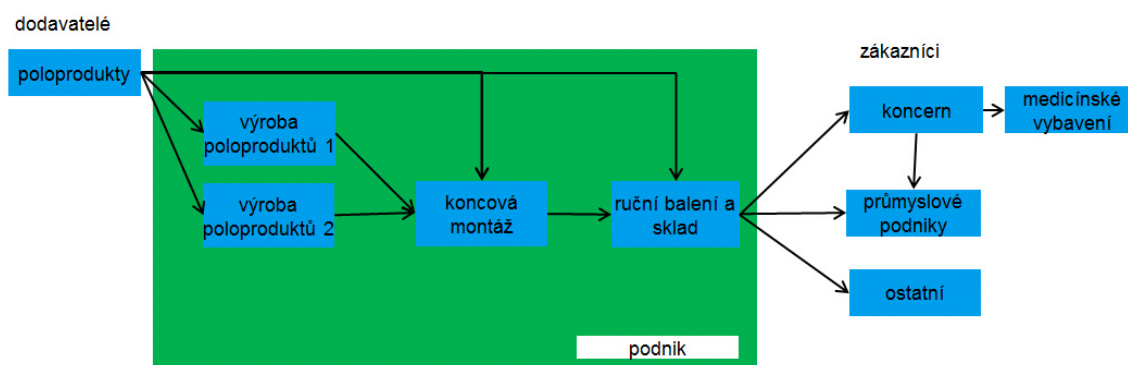 dodavatelé
poloprodukty
výroba
poloproduktů 1
výroba
poloproduktů 2
koncová
montáž
ruční balení a
sklad
podnik
zákazníci
koncern
medicínské
vybavení
průmyslové
podniky
ostatní